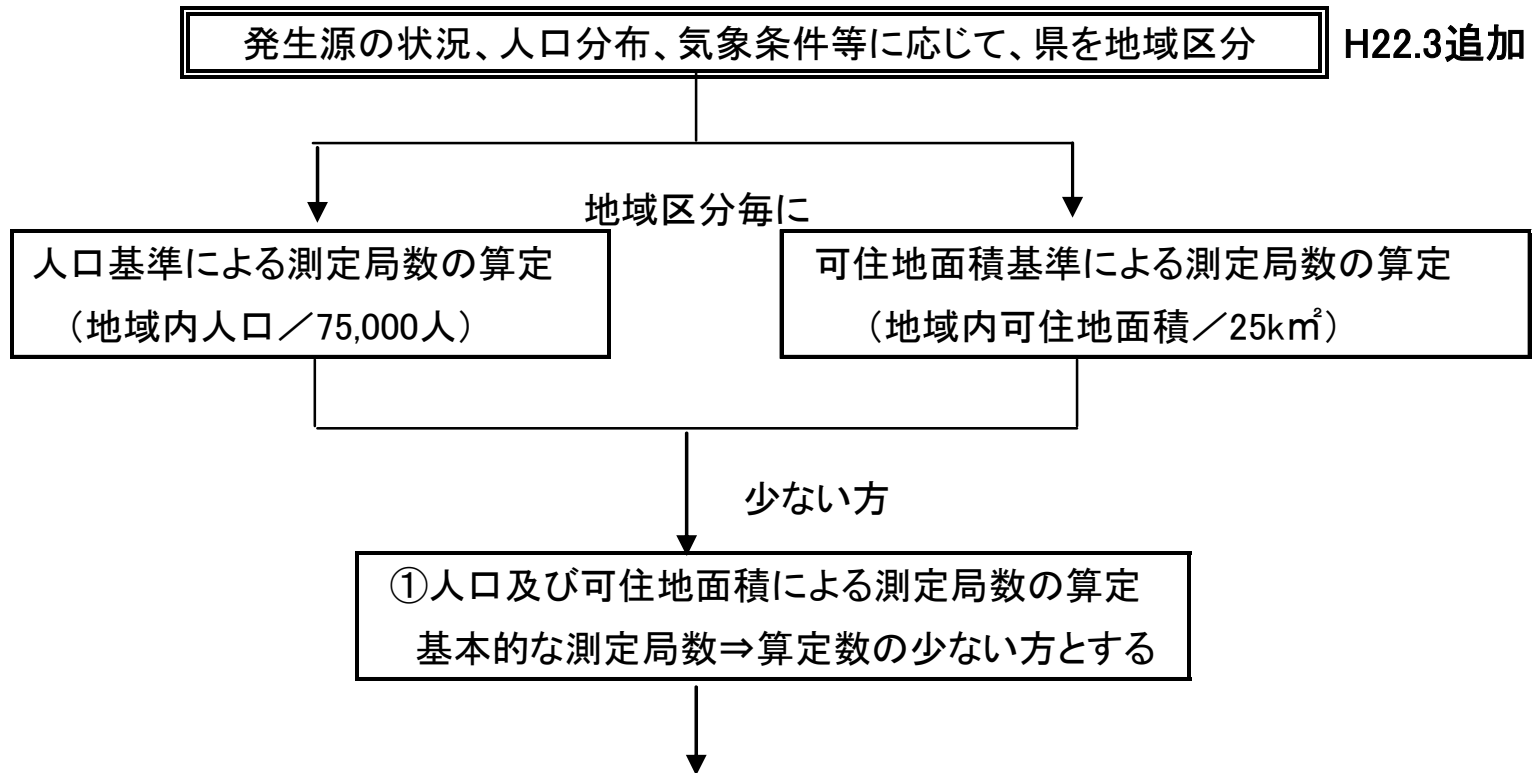 発生源の状況、人口分布、気象条件等に応じて、県を地域区分
H22.3追加
地域区分毎に
人口基準による測定局数の算定
（地域内人口／75,000人）
可住地面積基準による測定局数の算定
（地域内可住地面積／25k㎡）
少ない方
①人口及び可住地面積による測定局数の算定
基本的な測定局数⇒算定数の少ない方とする